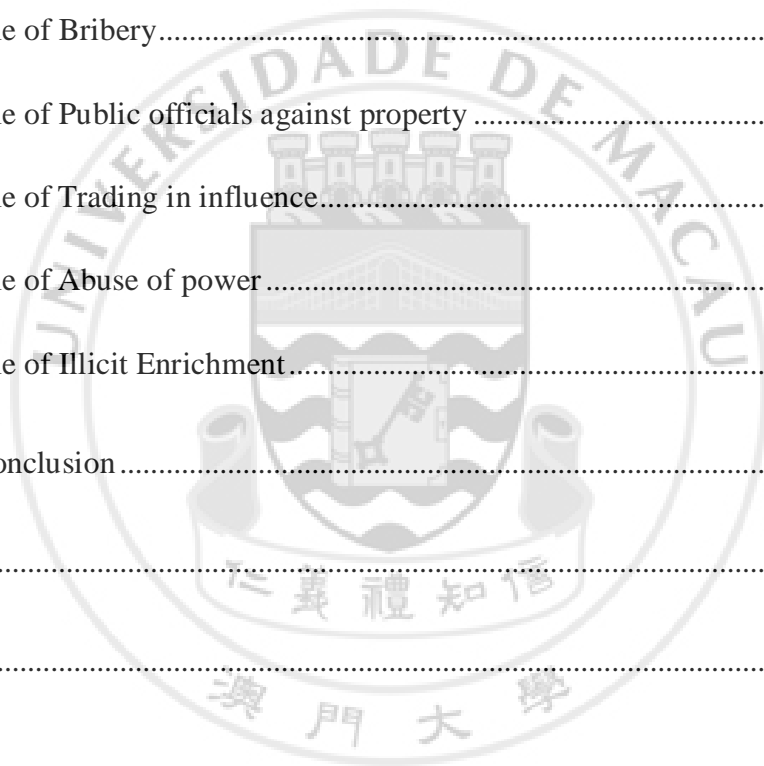 e of Bribery
e of Public officials against property
e of Trading in influence
e of Abuse of power
e of Illicit Enrichment
onclusion
UNIVERSIDADE DE MACAU
仁義禮知信
澳門大學